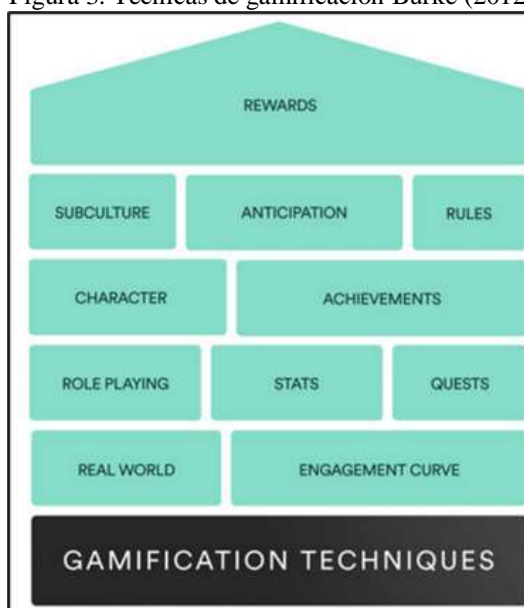 Figura 3. Técnicas de gamificación Burke (2012
REWARDS
SUBCULTURE ANTICIPATION RULES
CHARACTER ACHIEVEMENTS
ROLE PLAYING STATS QUESTS
REAL WORLD ENGAGEMENT CURVE
GAMIFICATION TECHNIQUES